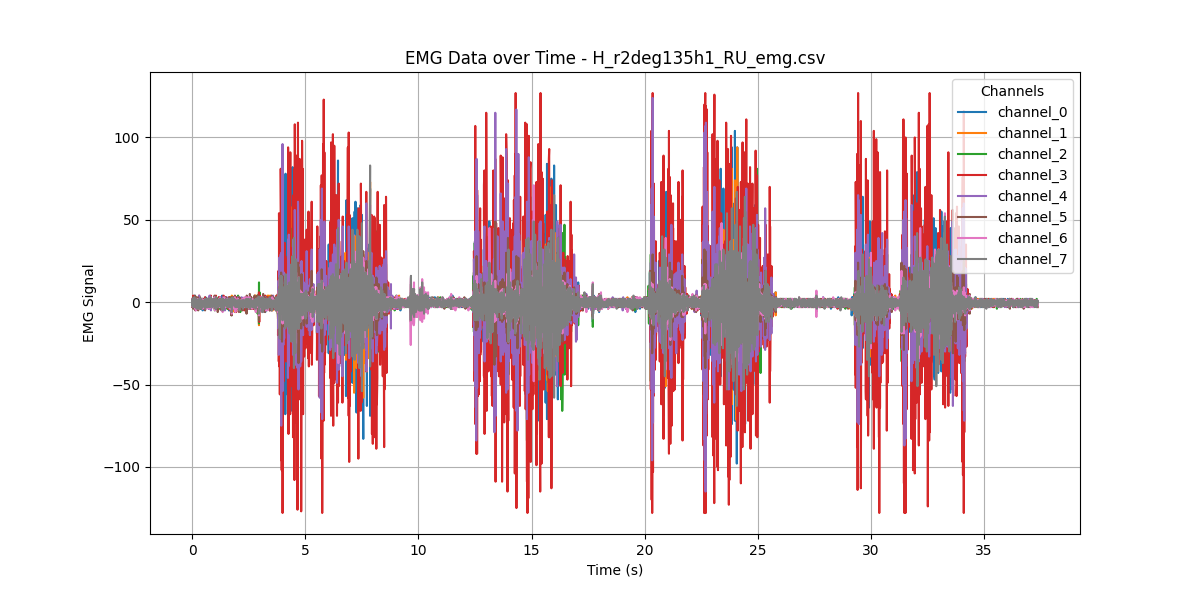 EMG Data over Time - H_r2deg135h1_RU_emg.csv
Channels
channel_0
channel_1
channel_2
channel_3
channel_4
channel_5
channel_6
channel_7
EMG Signal
100
50
0
−50
−100
0 5 10 15 20 25 30 35
Time (s)